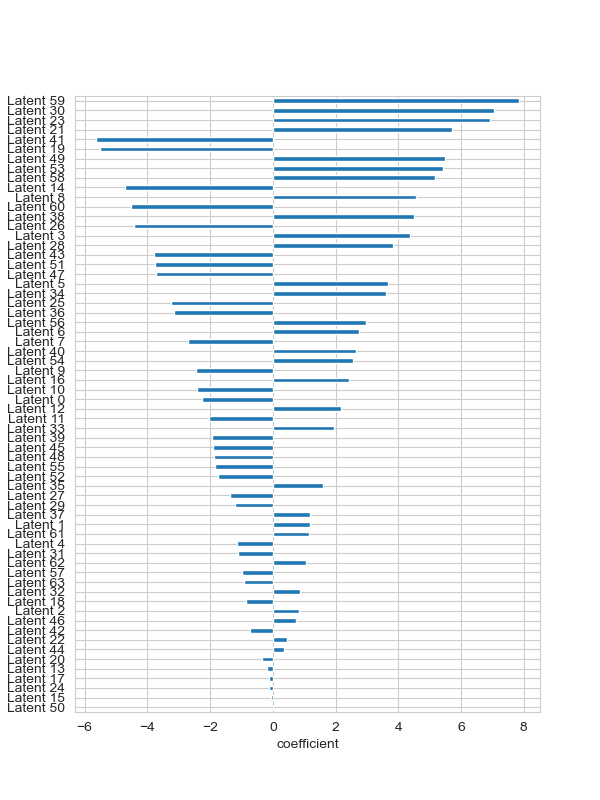 Latent 59
Latent 30
Latent 23
Latent 21
Latent 41
Latent 19
Latent 49
Latent 53
Latent 58
Latent 14
Latent 8
Latent 60
Latent 38
Latent 26
Latent 3
Latent 28
Latent 43
Latent 51
Latent 47
Latent 5
Latent 34
Latent 25
Latent 36
Latent 56
Latent 6
Latent 7
Latent 40
Latent 54
Latent 9
Latent 16
Latent 10
Latent 0
Latent 12
Latent 11
Latent 33
Latent 39
Latent 45
Latent 48
Latent 55
Latent 52
Latent 35
Latent 27
Latent 29
Latent 37
Latent 1
Latent 61
Latent 4
Latent 31
Latent 62
Latent 57
Latent 63
Latent 32
Latent 18
Latent 2
Latent 46
Latent 42
Latent 22
Latent 44
Latent 20
Latent 13
Latent 17
Latent 24
Latent 15
Latent 50
−6 −4 −2 0 2 4 6 8
coefficient